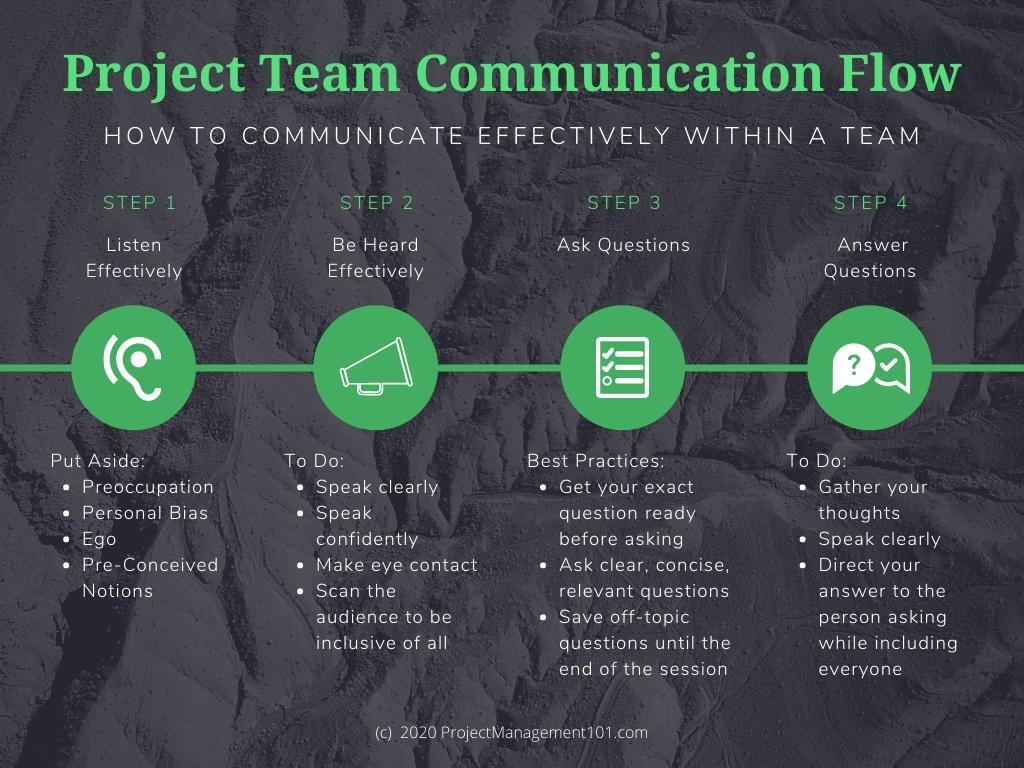 Project Team Communication Flow
HOW TO COMMUNICATE EFFECTIVELY WITHIN A TEAM
STEP 1
Listen
Effectively
Put Aside:
• Preoccupation
• Personal Bias
• Ego
• Pre-Conceived
Notions
STEP 2
Be Heard
Effectively
To Do:
• Speak clearly
• Speak
confidently
• Make eye contact
• Scan the
audience to be
inclusive of all
STEP 3
Ask Questions
Best Practices:
• Get your exact
question ready
before asking
• Ask clear, concise,
relevant questions
• Save off-topic
questions until the
end of the session
STEP 4
Answer
Questions
?
To Do:
• Gather your
thoughts
• Speak clearly
• Direct your
answer to the
person asking
while including
everyone
(c) 2020 ProjectManagement101.com